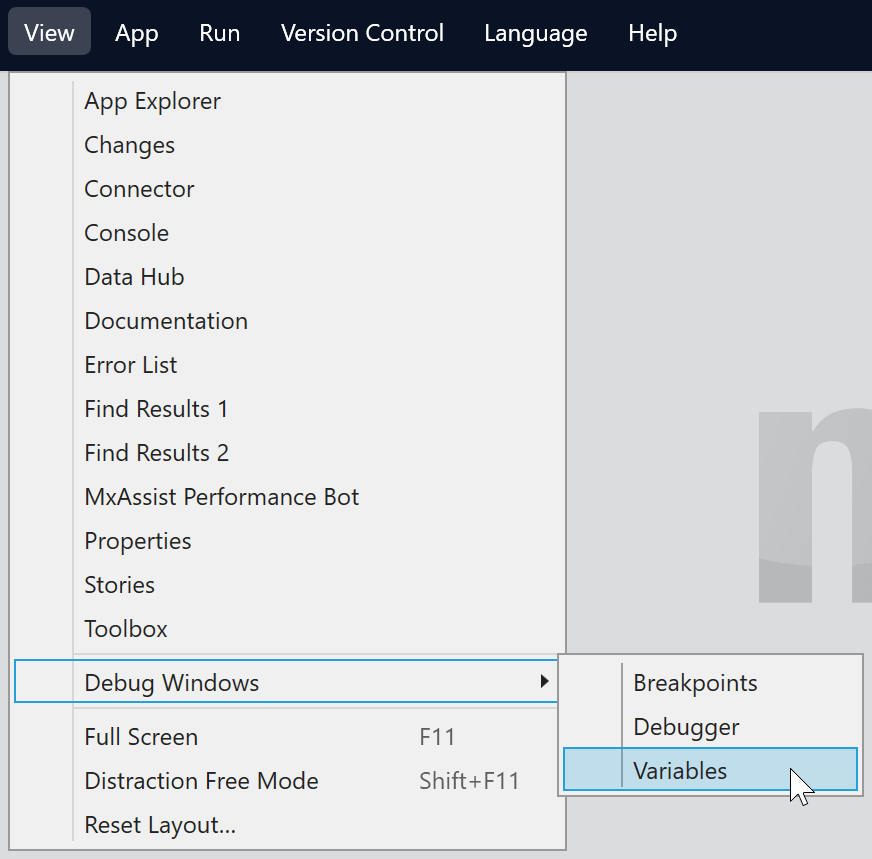 View App Run Version Control Language Help
App Explorer
Changes
Connector
Console
Data Hub
Documentation
Error List
Find Results 1
Find Results 2
MxAssist Performance Bot
Properties
Stories
Toolbox
Debug Windows
Breakpoints
Debugger
Variables
Full Screen F11
Distraction Free Mode Shift+F11
Reset Layout...